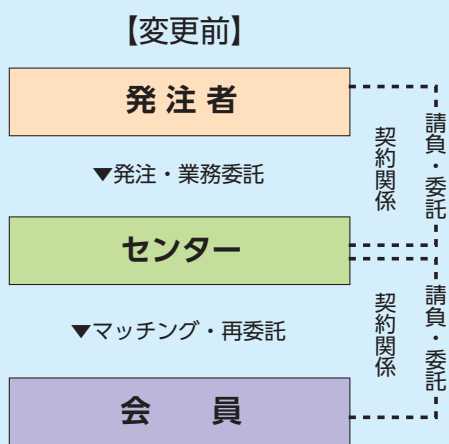 【変更前】
発 注 者
▼発注・業務委託
契約関係
請負・委託
センター
▼マッチング・再委託
契約関係
請負・委託
会　員